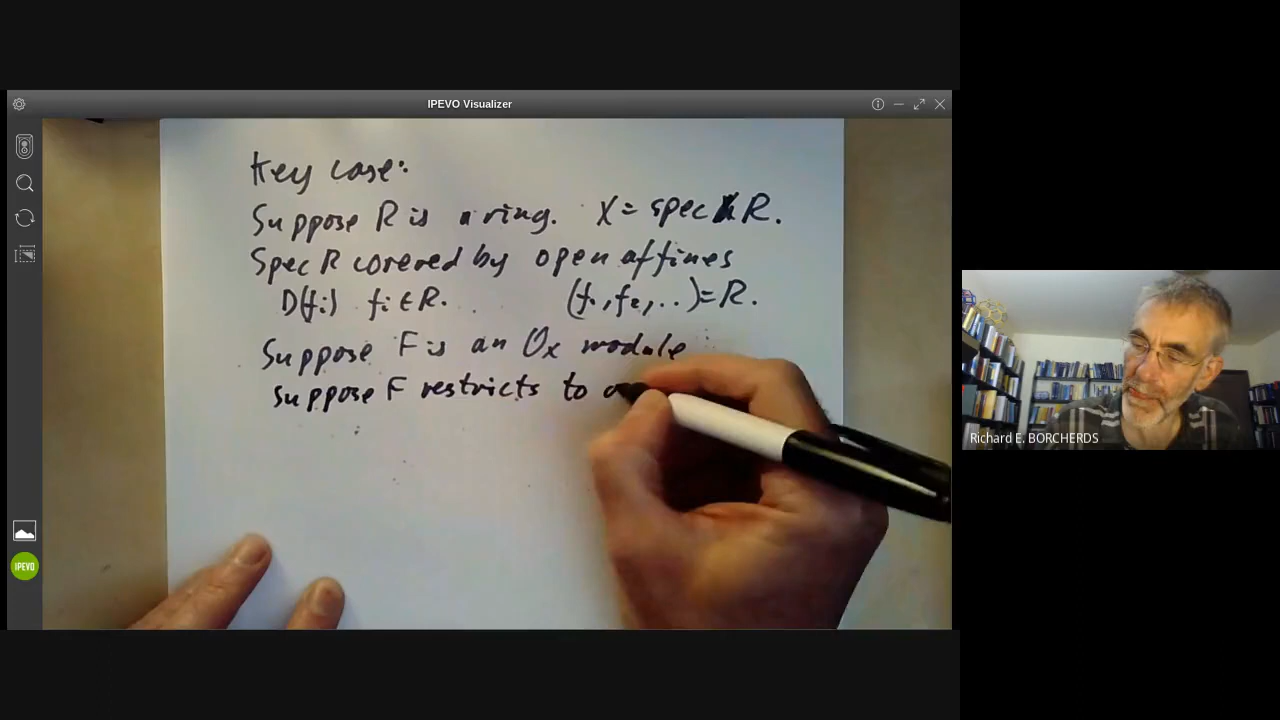 IPEVO Visualizer
Key case:
Suppose R is a ring. X = spec R.
Spec R covered by open affines
D(fi) fi ∈ R. (f1, f2, ..) = R.
Suppose F is an Ox module
suppose F restricts to
IPEVO
Richard E. BORCHERDS